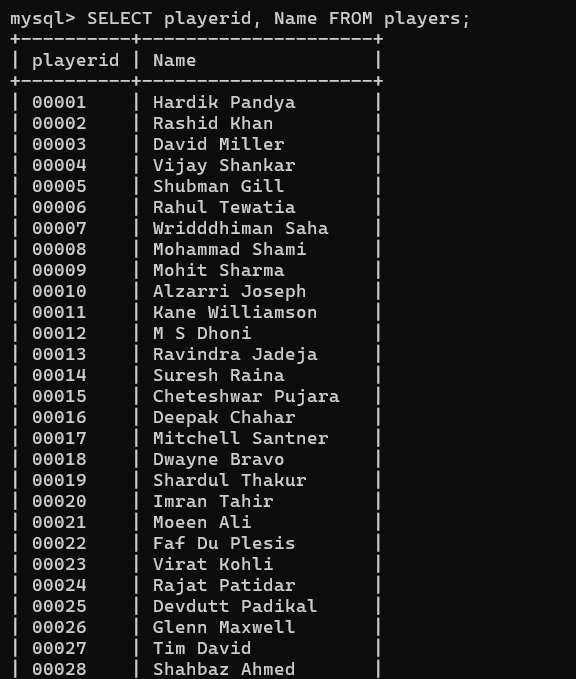 mysql> SELECT playerid, Name FROM players;
+----------+---------------------+
| playerid | Name                |
+----------+---------------------+
| 00001    | Hardik Pandya       |
| 00002    | Rashid Khan         |
| 00003    | David Miller        |
| 00004    | Vijay Shankar       |
| 00005    | Shubman Gill        |
| 00006    | Rahul Tewatia       |
| 00007    | Wridddhiman Saha    |
| 00008    | Mohammad Shami      |
| 00009    | Mohit Sharma        |
| 00010    | Alzarri Joseph      |
| 00011    | Kane Williamson     |
| 00012    | M S Dhoni           |
| 00013    | Ravindra Jadeja     |
| 00014    | Suresh Raina        |
| 00015    | Cheteshwar Pujara   |
| 00016    | Deepak Chahar       |
| 00017    | Mitchell Santner    |
| 00018    | Dwayne Bravo        |
| 00019    | Shardul Thakur      |
| 00020    | Imran Tahir         |
| 00021    | Moeen Ali           |
| 00022    | Faf Du Plesis       |
| 00023    | Virat Kohli         |
| 00024    | Rajat Patidar       |
| 00025    | Devdutt Padikal     |
| 00026    | Glenn Maxwell       |
| 00027    | Tim David           |
| 00028    | Shahbaz Ahmed       |